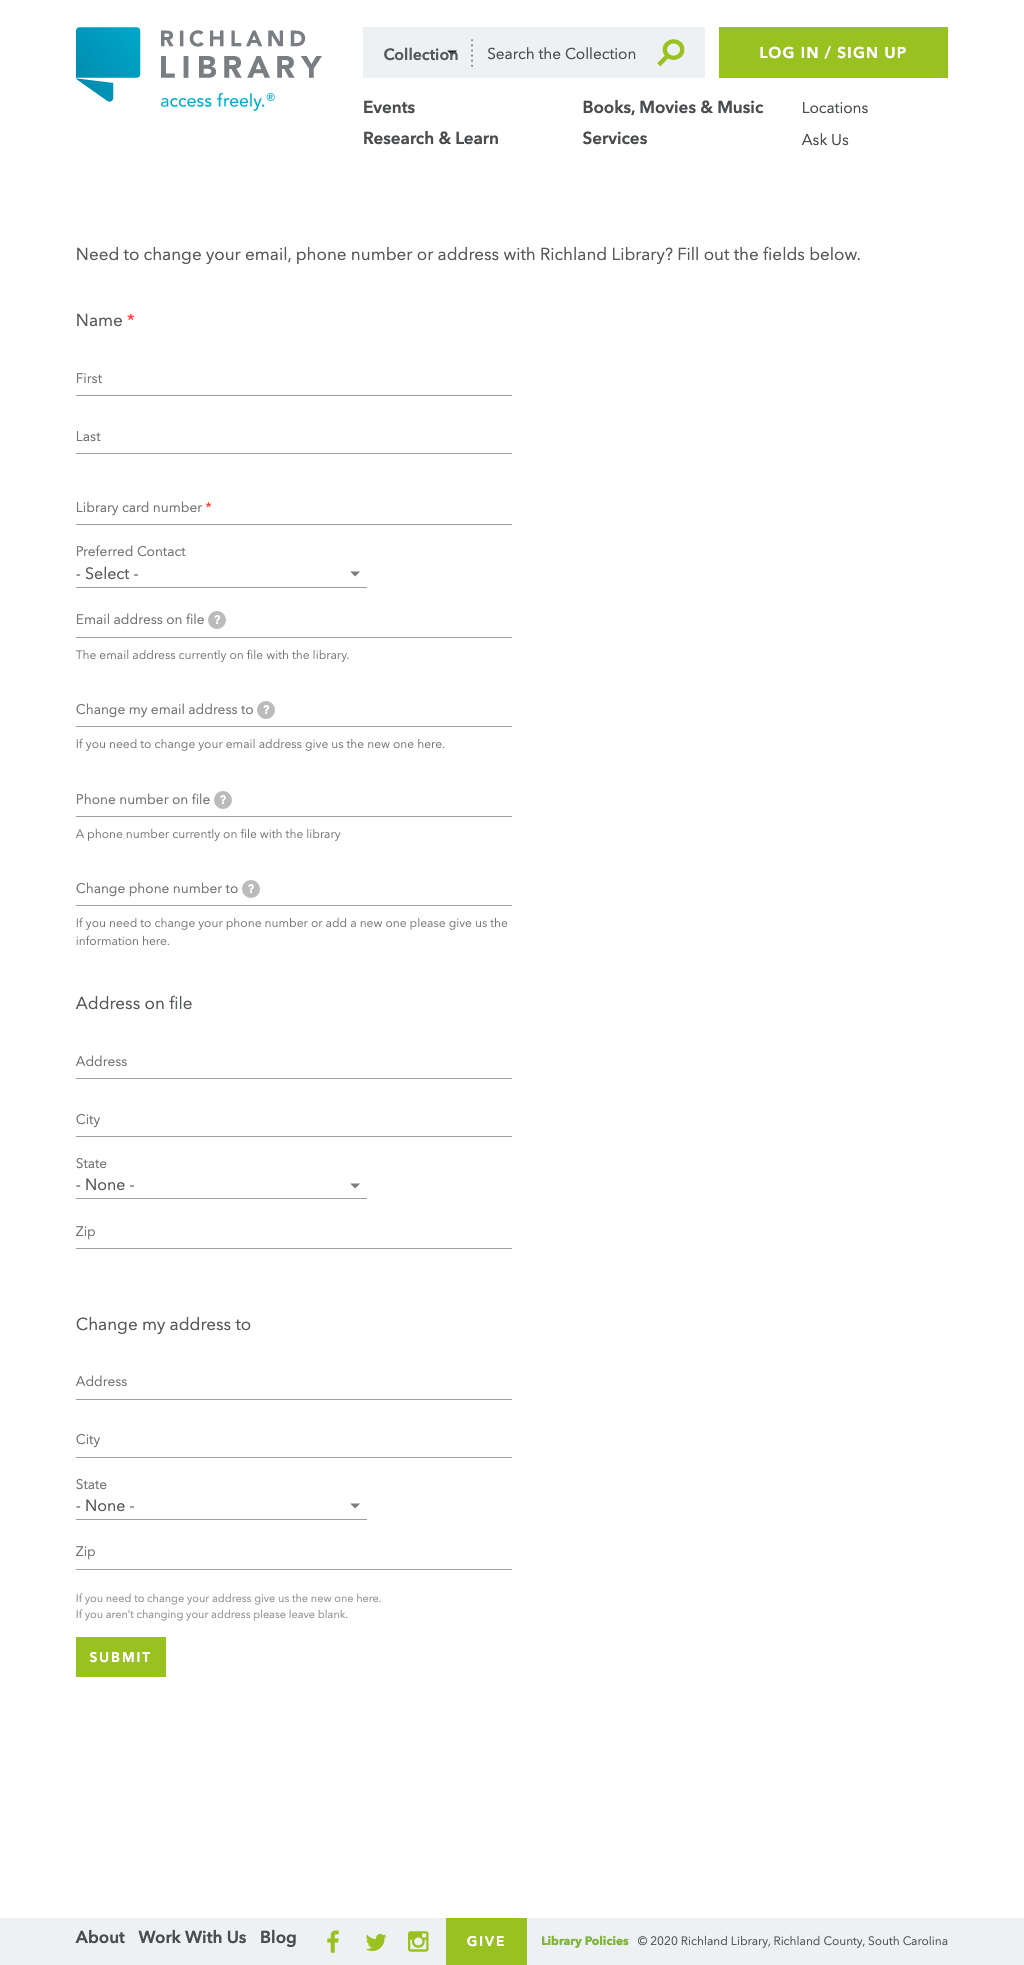 RICHLAND
LIBRARY
access freely.®
Collection
Search the Collection
LOG IN / SIGN UP
Events
Books, Movies & Music
Locations
Research & Learn
Services
Ask Us
Need to change your email, phone number or address with Richland Library? Fill out the fields below.
Name *
First
Last
Library card number *
Preferred Contact
- Select -
Email address on file ?
The email address currently on file with the library.
Change my email address to ?
If you need to change your email address give us the new one here.
Phone number on file ?
A phone number currently on file with the library
Change phone number to ?
If you need to change your phone number or add a new one please give us the
information here.
Address on file
Address
City
State
- None -
Zip
Change my address to
Address
City
State
- None -
Zip
If you need to change your address give us the new one here.
If you aren't changing your address please leave blank.
SUBMIT
About Work With Us Blog
GIVE
Library Policies © 2020 Richland Library, Richland County, South Carolina